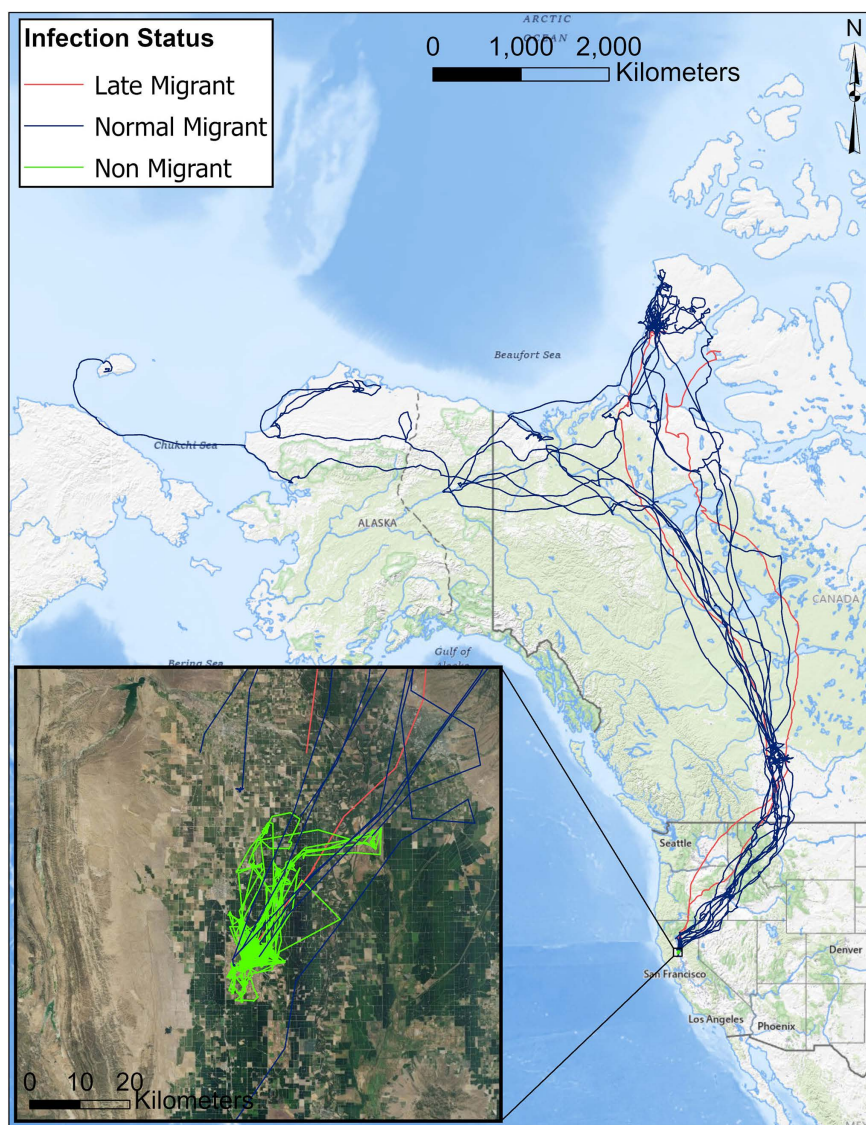 Infection Status
Late Migrant
Normal Migrant
Non Migrant
ARCTIC
OCEAN
0 1,000 2,000
Kilometers
N
Beaufort Sea
Chukchi Sea
ALASKA
CANADA
Bering Sea
Gulf of
Alaska
Seattle
San Francisco
Denver
Los Angeles
Phoenix
0 10 20
Kilometers